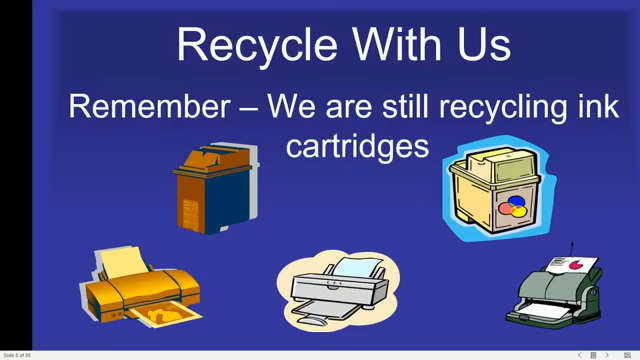 Recycle With Us
Remember – We are still recycling ink
cartridges
Slide 8 of 89